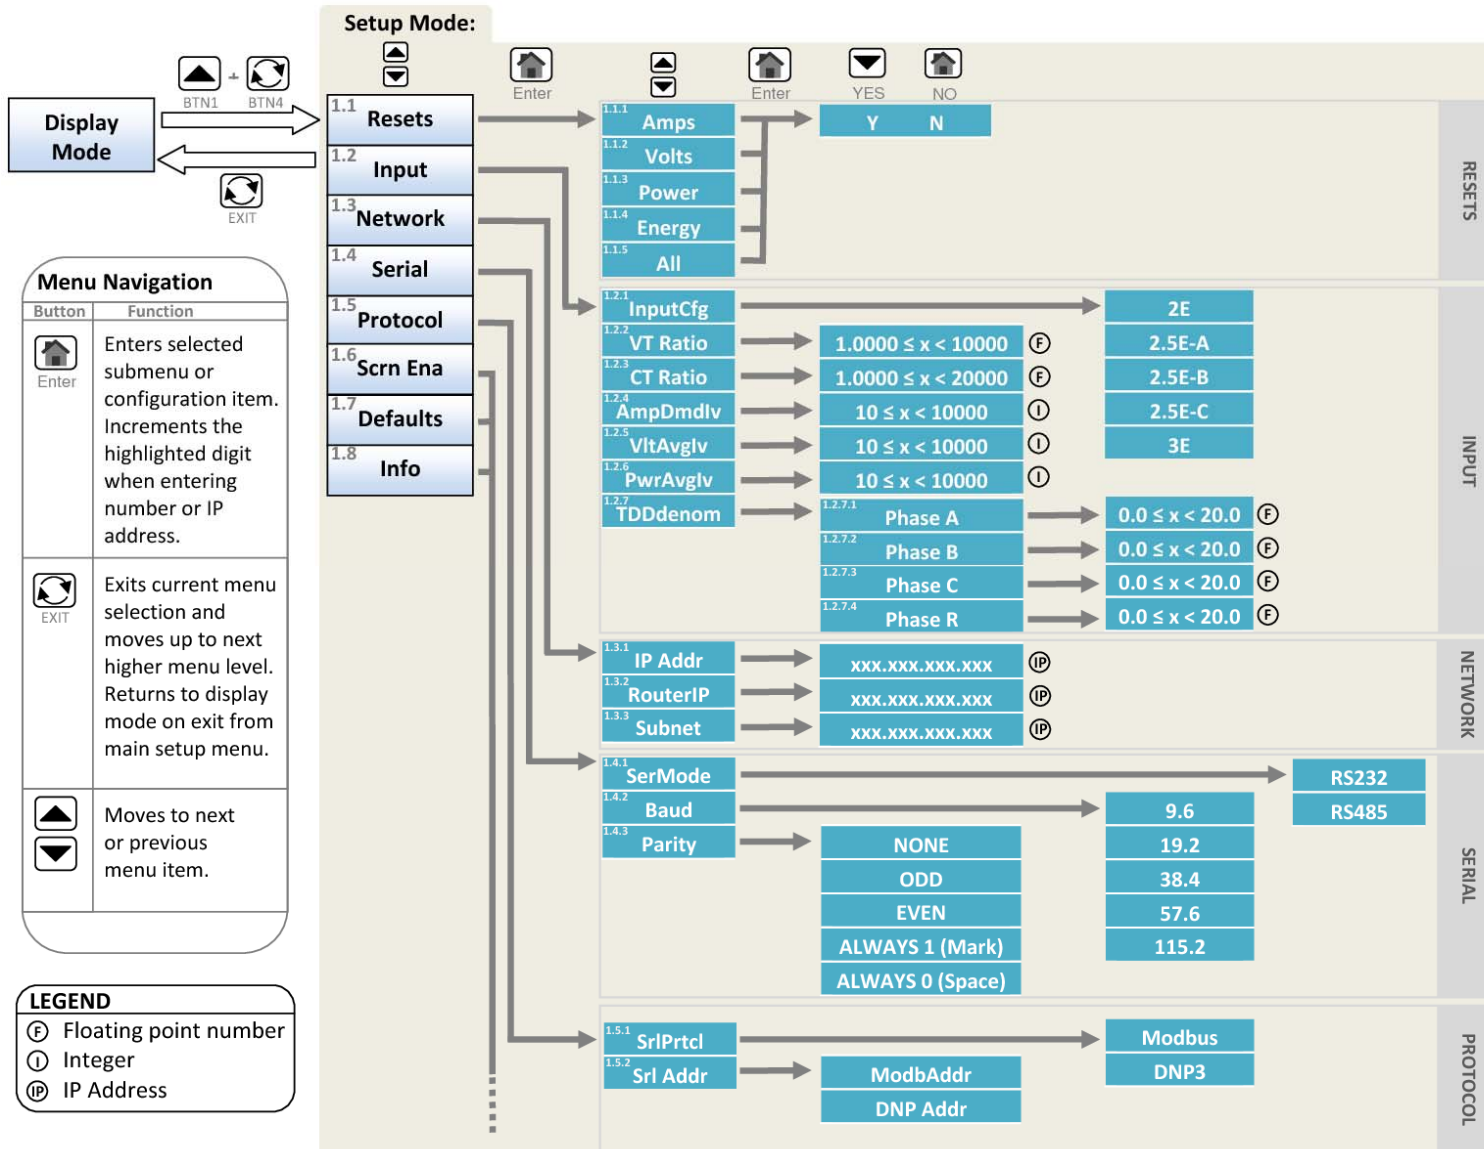 Setup Mode:
Enter
Enter
YES
NO
BTN1
BTN4
EXIT
Display
Mode
1.1
Resets
1.2
Input
1.3
Network
1.4
Serial
1.5
Protocol
1.6
Scrn Ena
1.7
Defaults
1.8
Info
1.1.1
Amps
Y N
1.1.2
Volts
1.1.3
Power
1.1.4
Energy
1.1.5
All
RESETS
1.2.1
InputCfg
2E
2.5E-A
2.5E-B
2.5E-C
3E
1.2.2
VT Ratio
1.0000 ≤ x < 10000
F
1.2.3
CT Ratio
1.0000 ≤ x < 20000
F
1.2.4
AmpDmdIv
10 ≤ x < 10000
I
1.2.5
VltAvgIv
10 ≤ x < 10000
I
1.2.6
PwrAvgIv
10 ≤ x < 10000
I
1.2.7
TDDdenom
1.2.7.1
Phase A
0.0 ≤ x < 20.0
F
1.2.7.2
Phase B
0.0 ≤ x < 20.0
F
1.2.7.3
Phase C
0.0 ≤ x < 20.0
F
1.2.7.4
Phase R
0.0 ≤ x < 20.0
F
INPUT
1.3.1
IP Addr
xxx.xxx.xxx.xxx
IP
1.3.2
RouterIP
xxx.xxx.xxx.xxx
IP
1.3.3
Subnet
xxx.xxx.xxx.xxx
IP
NETWORK
1.4.1
SerMode
RS232
RS485
1.4.2
Baud
9.6
19.2
38.4
57.6
115.2
1.4.3
Parity
NONE
ODD
EVEN
ALWAYS 1 (Mark)
ALWAYS 0 (Space)
SERIAL
1.5.1
SrlPrtcl
Modbus
DNP3
1.5.2
Srl Addr
ModbAddr
DNP Addr
PROTOCOL
Menu Navigation
Button Function
Enter
Enters selected
submenu or
configuration item.
Increments the
highlighted digit
when entering
number or IP
address.
EXIT
Exits current menu
selection and
moves up to next
higher menu level.
Returns to display
mode on exit from
main setup menu.
Moves to next
or previous
menu item.
LEGEND
F Floating point number
I Integer
IP IP Address